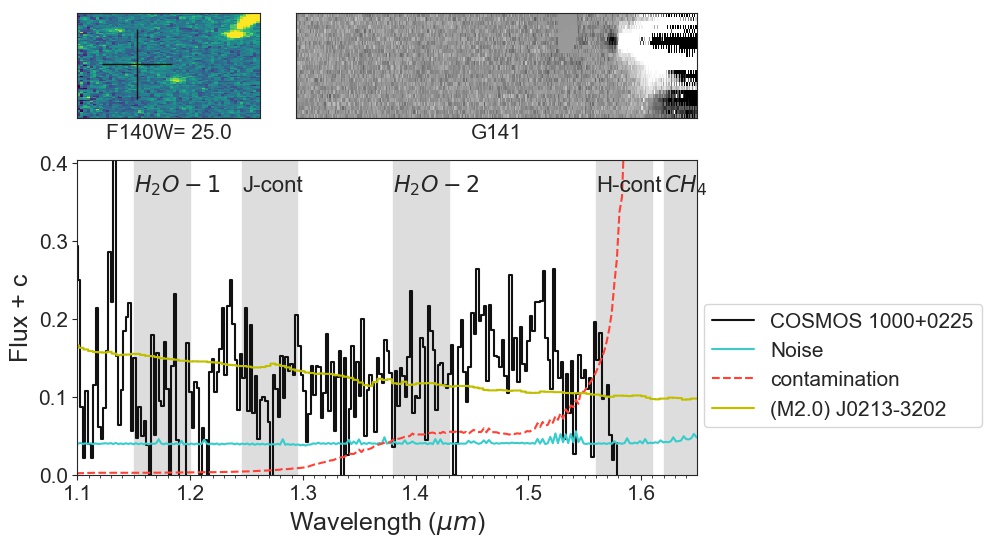 F140W= 25.0
G141
H₂O − 1
J-cont
H₂O − 2
H-cont
CH₄
0.4
0.3
0.2
0.1
0.0
Flux + c
1.1
1.2
1.3
1.4
1.5
1.6
Wavelength (μm)
COSMOS 1000+0225
Noise
contamination
(M2.0) J0213-3202